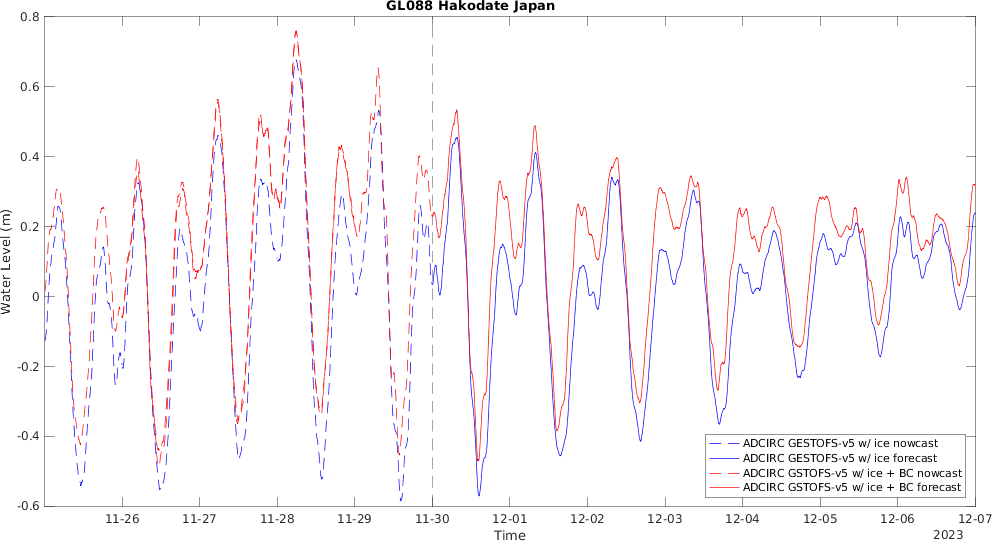 GL088 Hakodate Japan
Water Level (m)
0.8
0.6
0.4
0.2
0
-0.2
-0.4
-0.6
ADCIRC GESTOFS-v5 w/ ice nowcast
ADCIRC GESTOFS-v5 w/ ice forecast
ADCIRC GSTOFS-v5 w/ ice + BC nowcast
ADCIRC GSTOFS-v5 w/ ice + BC forecast
11-26 11-27 11-28 11-29 11-30 12-01 12-02 12-03 12-04 12-05 12-06 12-07
Time
2023